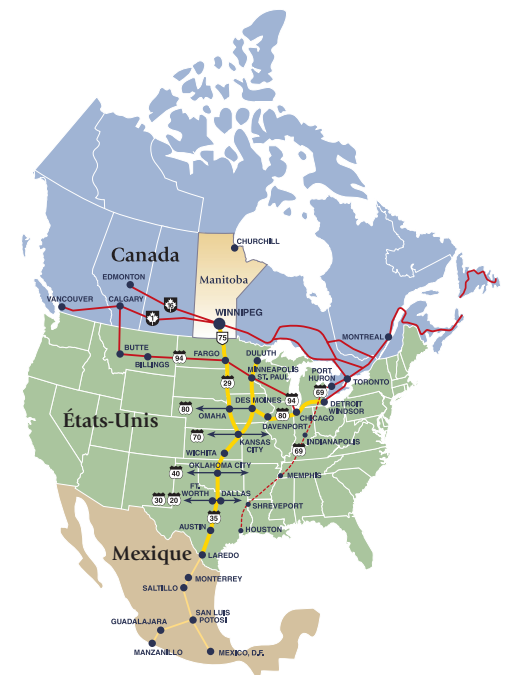 CHURCHILL
Canada
EDMONTON
Manitoba
16
VANCOUVER
CALGARY
1
WINNIPEG
75
MONTREAL
BUTTE
BILLINGS
94
FARGO
DULUTH
MINNEAPOLIS
ST. PAUL
PORT
HURON
TORONTO
29
69
94
DETROIT
WINDSOR
DES MOINES
80
OMAHA
80
CHICAGO
DAVENPORT
États-Unis
70
KANSAS
CITY
INDIANAPOLIS
69
WICHITA
OKLAHOMA CITY
40
MEMPHIS
FT.
WORTH
30
20
DALLAS
SHREVEPORT
35
AUSTIN
HOUSTON
Mexique
LAREDO
MONTERREY
SALTILLO
SAN LUIS
POTOSI
GUADALAJARA
MANZANILLO
MEXICO, D.F.